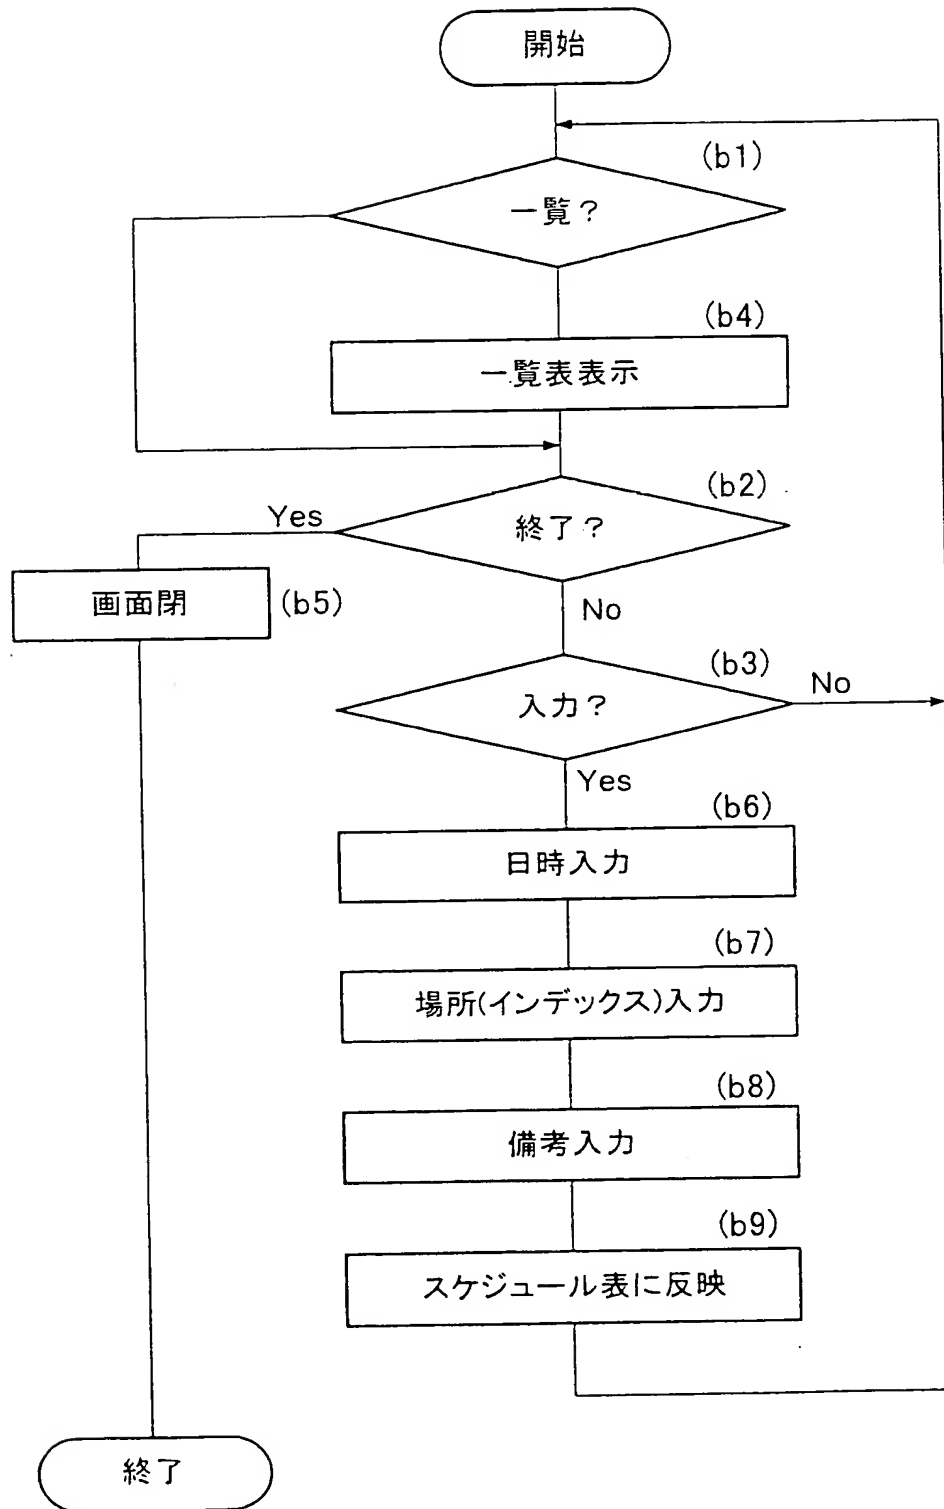 開始
(b1)
一覧?
(b4)
一覧表表示
(b2)
Yes
終了?
画面閉
(b5)
No
(b3)
入力?
No
Yes
(b6)
日時入力
(b7)
場所(インデックス)入力
(b8)
備考入力
(b9)
スケジュール表に反映
終了